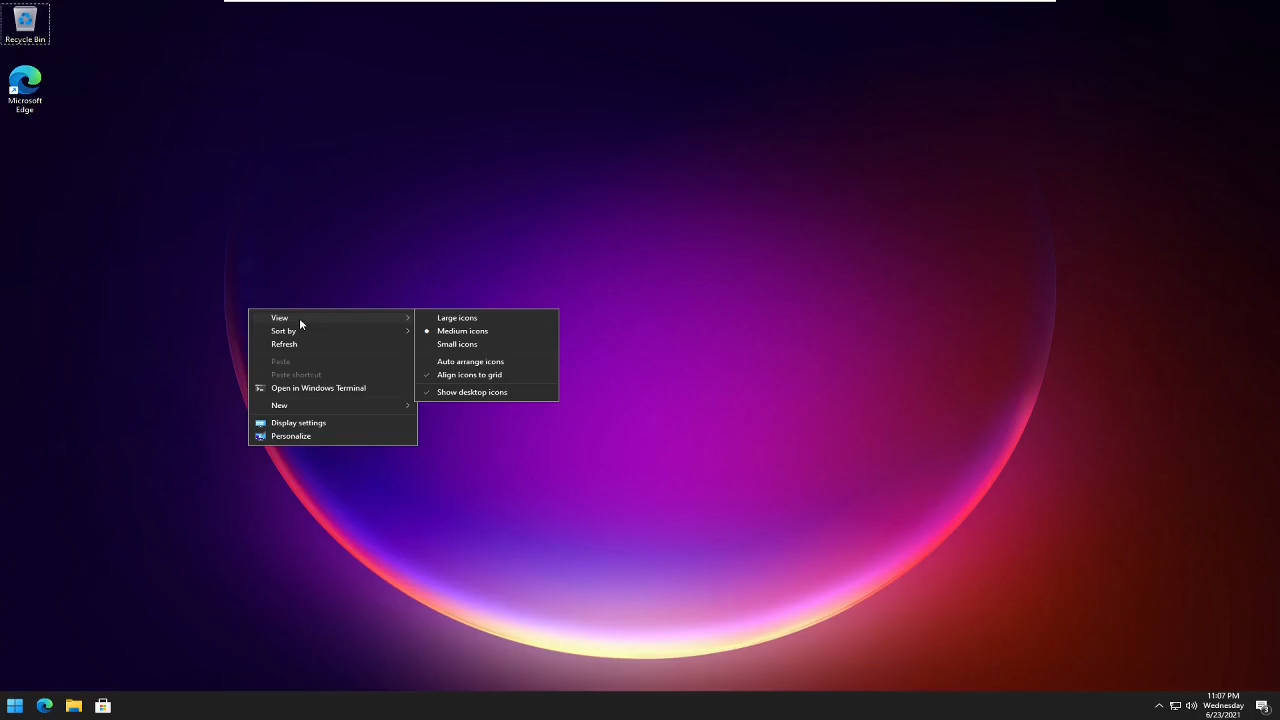 Recycle Bin
Microsoft
Edge
View
Sort by
Refresh
Paste
Paste shortcut
Open in Windows Terminal
New
Display settings
Personalize
Large icons
Medium icons
Small icons
Auto arrange icons
Align icons to grid
Show desktop icons
11:07 PM
Wednesday
6/23/2021
3